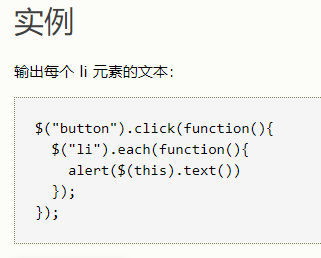 实例
输出每个 li 元素的文本：
$("button").click(function(){
  $("li").each(function(){
    alert($(this).text())
  });
});